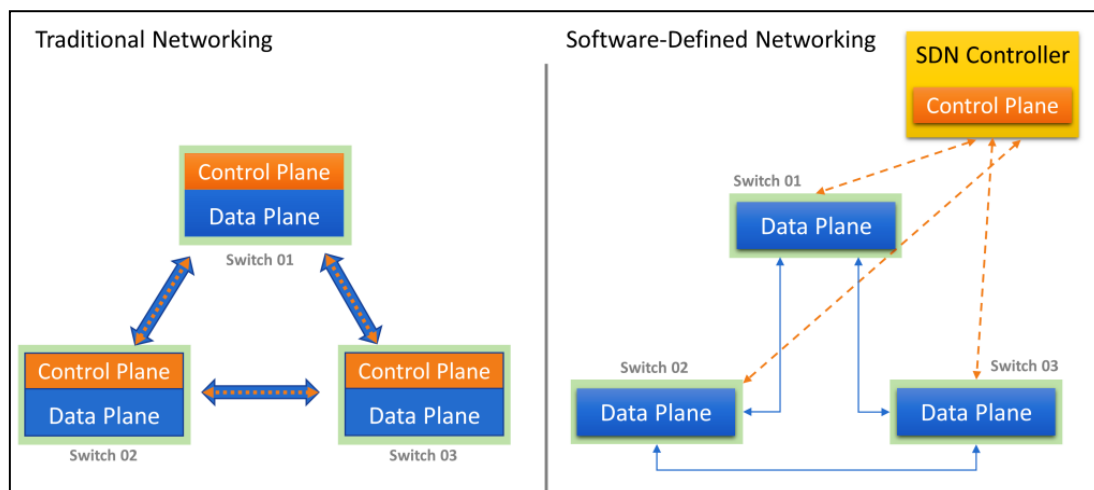 Traditional Networking
Control Plane
Data Plane
Switch 01
Control Plane
Data Plane
Switch 02
Control Plane
Data Plane
Switch 03
Software-Defined Networking
SDN Controller
Control Plane
Switch 01
Data Plane
Switch 02
Data Plane
Switch 03
Data Plane